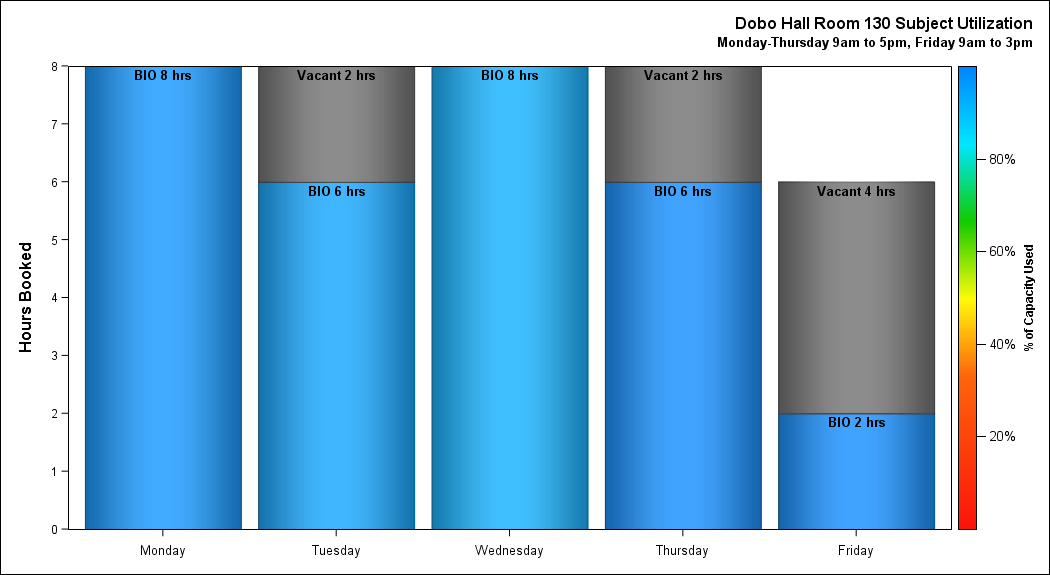 Dobo Hall Room 130 Subject Utilization
Monday-Thursday 9am to 5pm, Friday 9am to 3pm
Hours Booked
8
7
6
5
4
3
2
1
0
BIO 8 hrs
Vacant 2 hrs
BIO 6 hrs
BIO 8 hrs
Vacant 2 hrs
BIO 6 hrs
Vacant 4 hrs
BIO 2 hrs
Monday
Tuesday
Wednesday
Thursday
Friday
80%
60%
40%
20%
% of Capacity Used